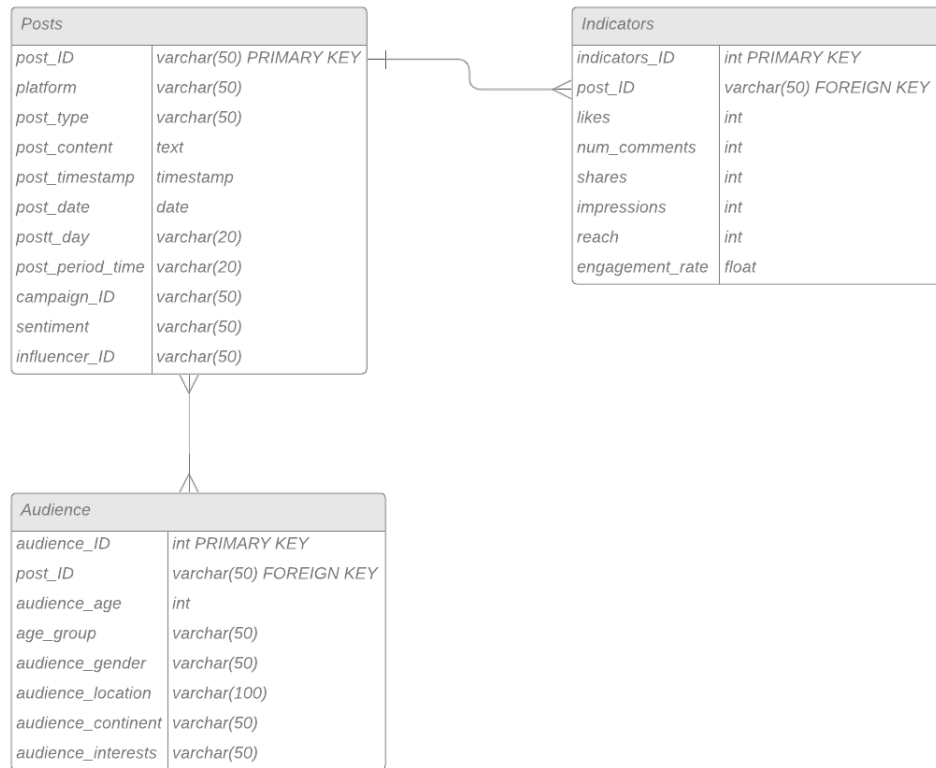 Posts
post_ID varchar(50) PRIMARY KEY
platform varchar(50)
post_type varchar(50)
post_content text
post_timestamp timestamp
post_date date
postt_day varchar(20)
post_period_time varchar(20)
campaign_ID varchar(50)
sentiment varchar(50)
influencer_ID varchar(50)
Indicators
indicators_ID int PRIMARY KEY
post_ID varchar(50) FOREIGN KEY
likes int
num_comments int
shares int
impressions int
reach int
engagement_rate float
Audience
audience_ID int PRIMARY KEY
post_ID varchar(50) FOREIGN KEY
audience_age int
age_group varchar(50)
audience_gender varchar(50)
audience_location varchar(100)
audience_continent varchar(50)
audience_interests varchar(50)